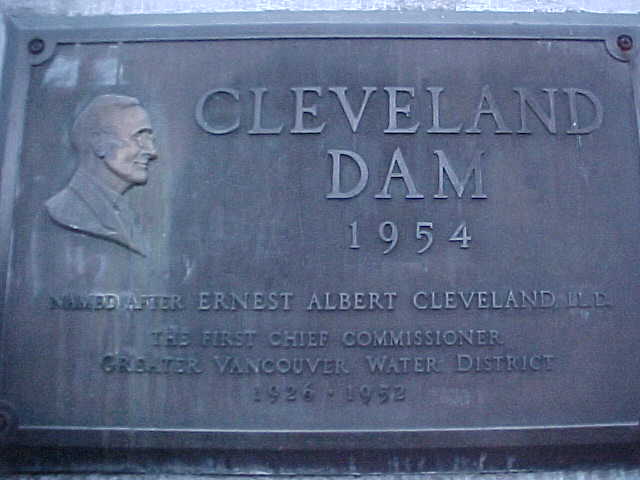 CLEVELAND
DAM
1954
NAMED AFTER ERNEST ALBERT CLEVELAND, LL.D.
THE FIRST CHIEF COMMISSIONER
GREATER VANCOUVER WATER DISTRICT
1926 · 1952